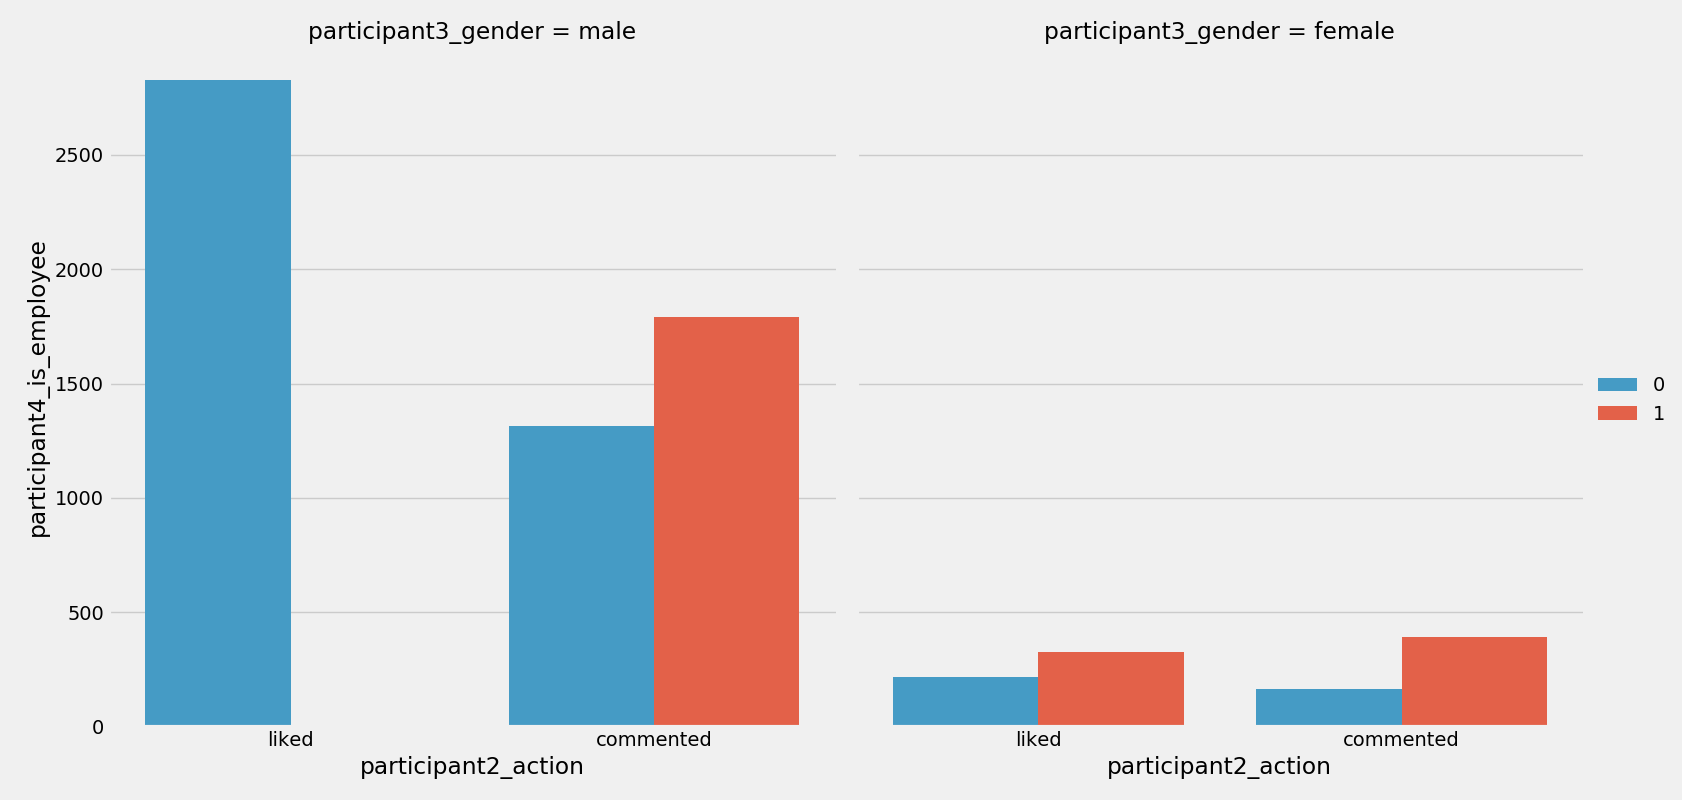 participant3_gender = male
participant3_gender = female
participant4_is_employee
2500
2000
1500
1000
500
0
liked
commented
participant2_action
liked
commented
participant2_action
0
1